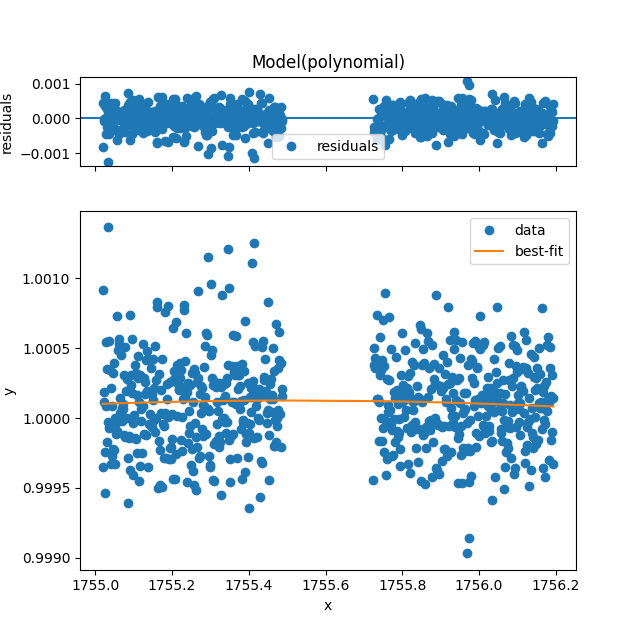 Model(polynomial)
0.001
0.000
−0.001
residuals
residuals
data
best-fit
1.0010
1.0005
1.0000
0.9995
0.9990
y
1755.0 1755.2 1755.4 1755.6 1755.8 1756.0 1756.2
x